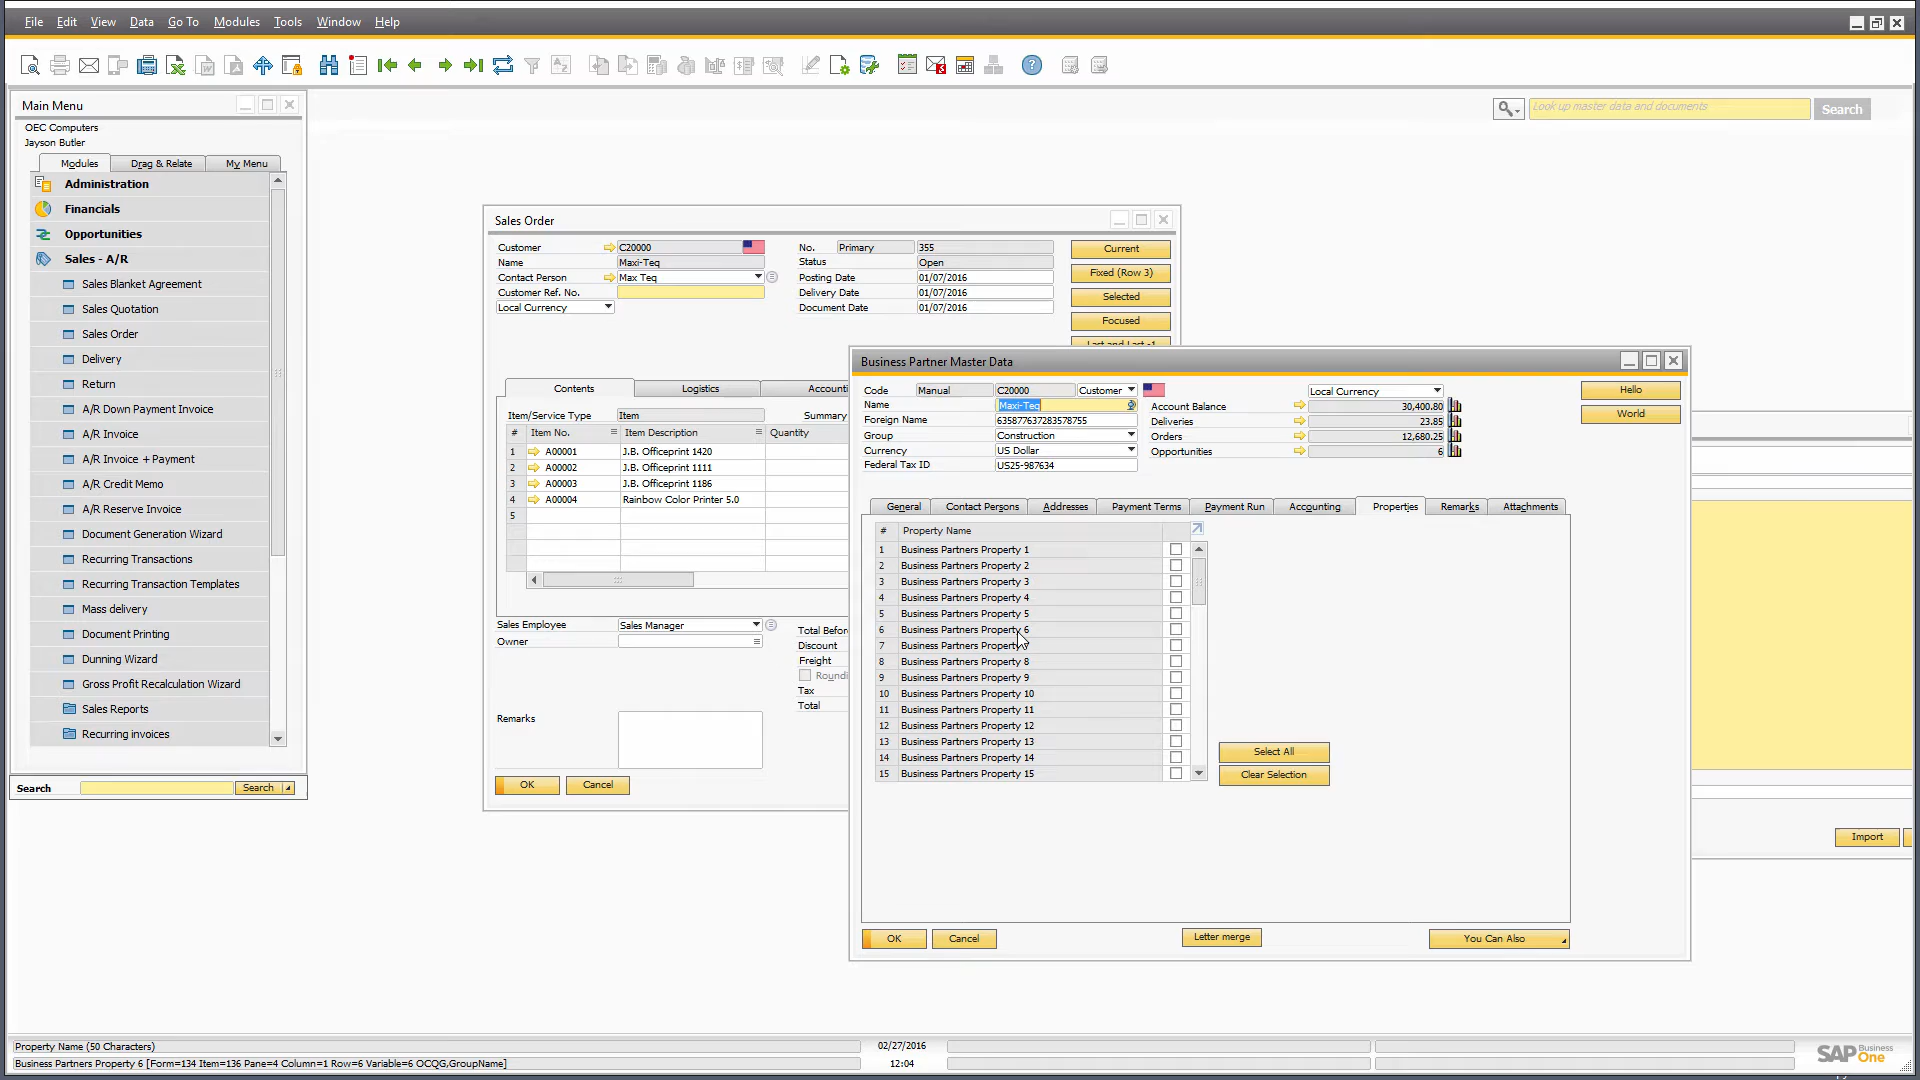 File Edit View Data Go To Modules Tools Window Help
Main Menu
OEC Computers
Jayson Butler
Modules Drag & Relate My Menu
Administration
Financials
Opportunities
Sales - A/R
Sales Blanket Agreement
Sales Quotation
Sales Order
Delivery
Return
A/R Down Payment Invoice
A/R Invoice
A/R Invoice + Payment
A/R Credit Memo
A/R Reserve Invoice
Document Generation Wizard
Recurring Transactions
Recurring Transaction Templates
Mass delivery
Document Printing
Dunning Wizard
Gross Profit Recalculation Wizard
Sales Reports
Recurring invoices
Search Search
Look up master data and documents Search
Sales Order
Customer C20000 No. Primary 355
Name Maxi-Teq Status Open
Contact Person Max Teq Posting Date 01/07/2016
Customer Ref. No. Delivery Date 01/07/2016
Local Currency Document Date 01/07/2016
Current
Fixed (Row 3)
Selected
Focused
Last and Last -1
Contents Logistics Accounti
Item/Service Type Item Summary
# Item No. Item Description Quantity
1 A00001 J.B. Officeprint 1420
2 A00002 J.B. Officeprint 1111
3 A00003 J.B. Officeprint 1186
4 A00004 Rainbow Color Printer 5.0
5
Sales Employee Sales Manager
Owner
Total Befor
Discount
Freight
Roundi
Tax
Total
Remarks
OK Cancel
Business Partner Master Data
Code Manual C20000 Customer Local Currency
Name Maxi-Teq Account Balance 30,400.80
Foreign Name 635877637283578755 Deliveries 23.85
Group Construction Orders 12,680.25
Currency US Dollar Opportunities 6
Federal Tax ID US25-987634
Hello
World
General Contact Persons Addresses Payment Terms Payment Run Accounting Properties Remarks Attachments
# Property Name
1 Business Partners Property 1
2 Business Partners Property 2
3 Business Partners Property 3
4 Business Partners Property 4
5 Business Partners Property 5
6 Business Partners Property 6
7 Business Partners Property 7
8 Business Partners Property 8
9 Business Partners Property 9
10 Business Partners Property 10
11 Business Partners Property 11
12 Business Partners Property 12
13 Business Partners Property 13
14 Business Partners Property 14
15 Business Partners Property 15
Select All
Clear Selection
OK Cancel Letter merge You Can Also
Import
Property Name (50 Characters) 02/27/2016
Business Partners Property 6 [Form=134 Item=136 Pane=4 Column=1 Row=6 Variable=6 OCQG,GroupName] 12:04
SAP Business One